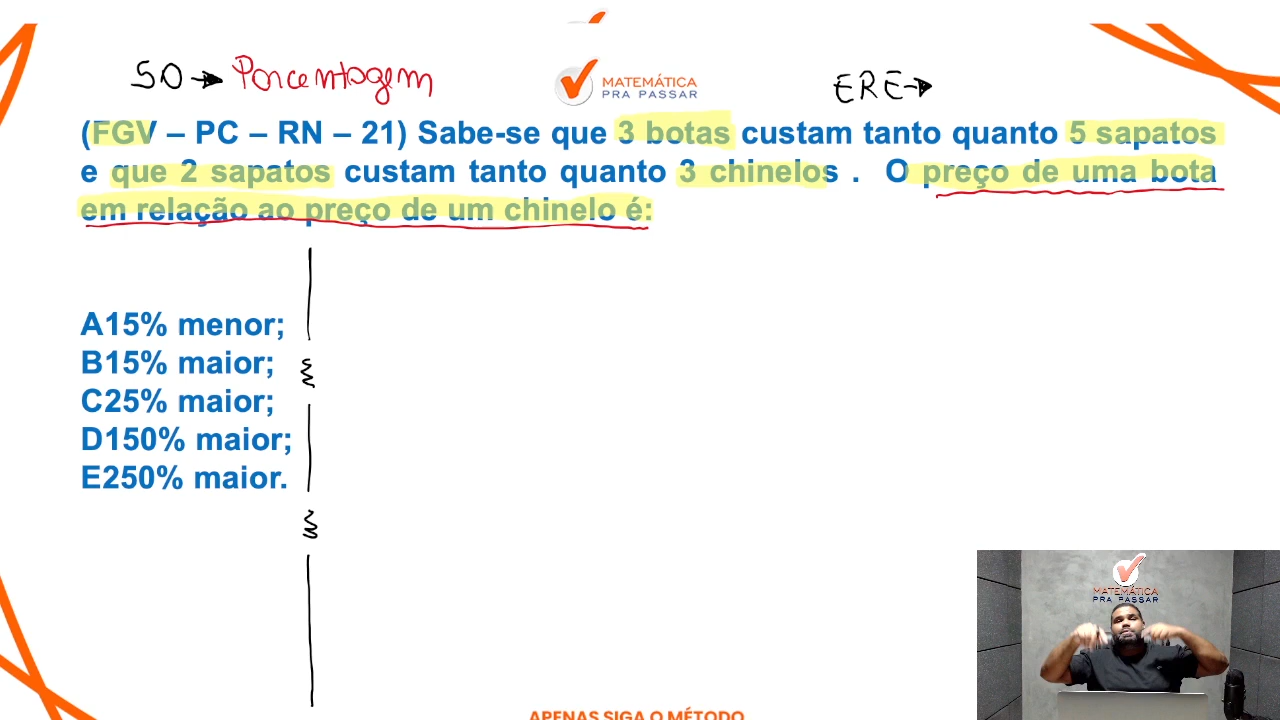 SO → Porcentagem
MATEMÁTICA
PRA PASSAR
ERE→
(FGV – PC – RN – 21) Sabe-se que 3 botas custam tanto quanto 5 sapatos
e que 2 sapatos custam tanto quanto 3 chinelos . O preço de uma bota
em relação ao preço de um chinelo é:
A15% menor;
B15% maior;
C25% maior;
D150% maior;
E250% maior.
MATEMÁTICA
PRA PASSAR
APENAS SIGA O MÉTODO